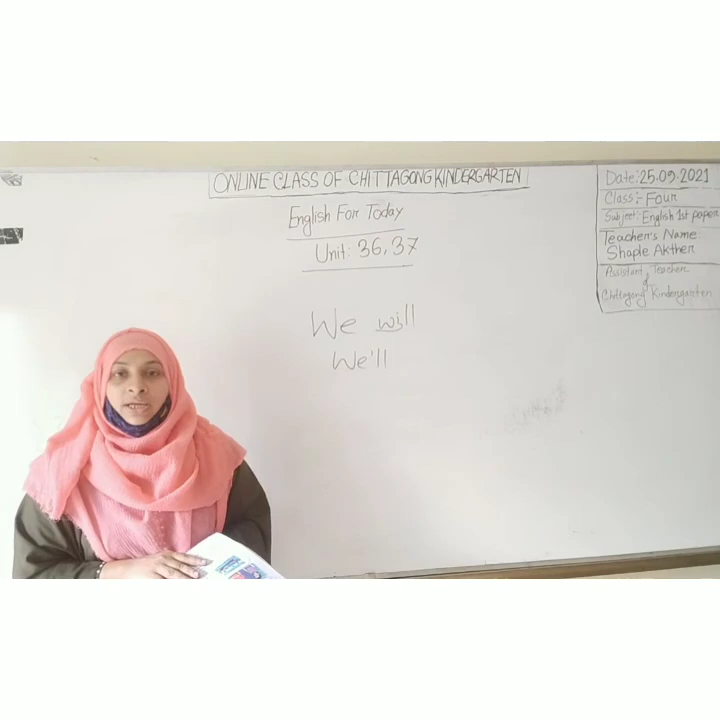 ONLINE CLASS OF CHITTAGONG KINDERGARTEN
English For Today
Unit: 36,37
We will
We'll
Date: 25.09.2021
Class:- Four
Subject:- English 1st paper
Teacher's Name:
Shaple Akther
Assistant Teacher
of
Chittagong Kindergarten